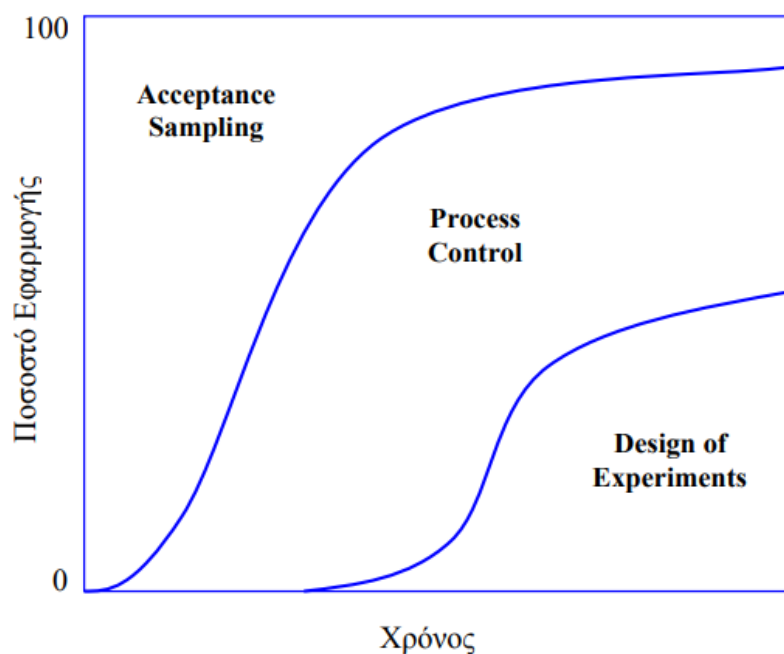 100
Acceptance
Sampling
Process
Control
Ποσοστό Εφαρμογής
Design of
Experiments
0
Χρόνος